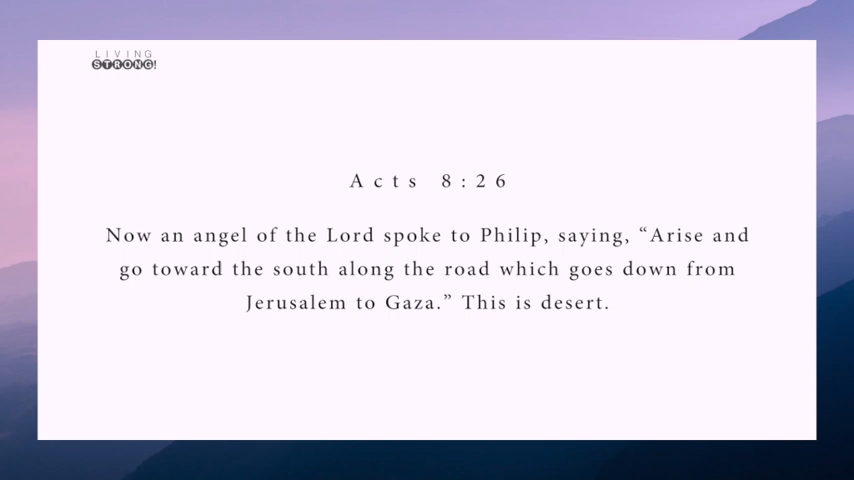 LIVING
STRONG!
Acts 8:26
Now an angel of the Lord spoke to Philip, saying, “Arise and
go toward the south along the road which goes down from
Jerusalem to Gaza.” This is desert.